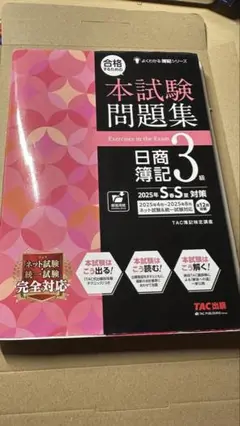 合格するための
よくわかる簿記シリーズ
本試験
問題集
Exercises in the Exam
日商
簿記
3級
2025年SS対策
2025年4月~2025年8月
ネット試験&統一試験対応
全12回
TAC簿記検定講座
ネット試験
統一試験
完全対応
本試験は
こう出る!
本試験は
こう読む!
本試験は
こう解く!
TAC出版